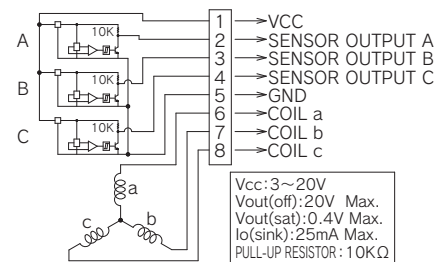 A
10K
B
10K
C
10K
1 VCC
2 SENSOR OUTPUT A
3 SENSOR OUTPUT B
4 SENSOR OUTPUT C
5 GND
6 COIL a
7 COIL b
8 COIL c
a
c
b
Vcc:3～20V
Vout(off):20V Max.
Vout(sat):0.4V Max.
Io(sink):25mA Max.
PULL-UP RESISTOR:10KΩ